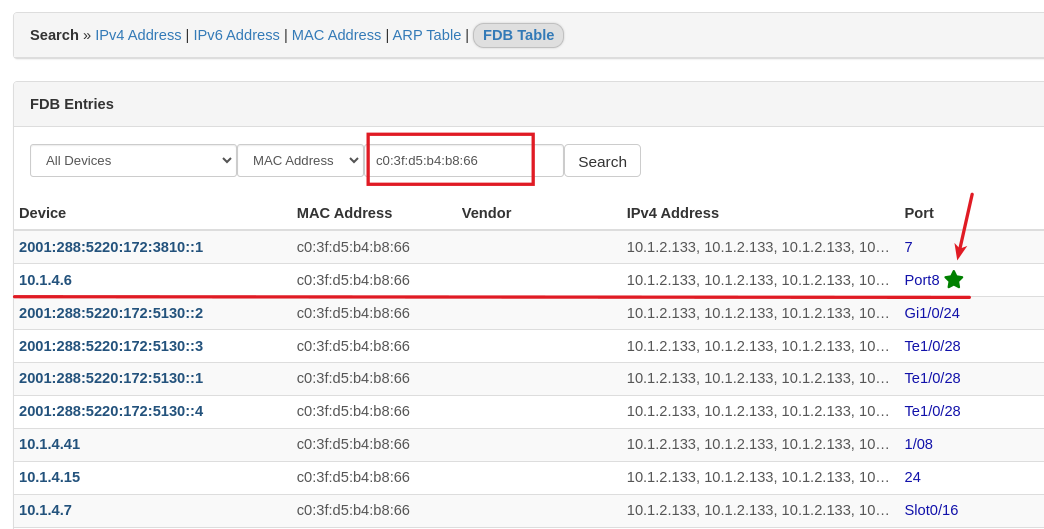 Search » IPv4 Address | IPv6 Address | MAC Address | ARP Table | FDB Table
FDB Entries
All Devices MAC Address c0:3f:d5:b4:b8:66 Search
Device MAC Address Vendor IPv4 Address Port
2001:288:5220:172:3810::1 c0:3f:d5:b4:b8:66 10.1.2.133, 10.1.2.133, 10.1.2.133, 10… 7
10.1.4.6 c0:3f:d5:b4:b8:66 10.1.2.133, 10.1.2.133, 10.1.2.133, 10… Port8
2001:288:5220:172:5130::2 c0:3f:d5:b4:b8:66 10.1.2.133, 10.1.2.133, 10.1.2.133, 10… Gi1/0/24
2001:288:5220:172:5130::3 c0:3f:d5:b4:b8:66 10.1.2.133, 10.1.2.133, 10.1.2.133, 10… Te1/0/28
2001:288:5220:172:5130::1 c0:3f:d5:b4:b8:66 10.1.2.133, 10.1.2.133, 10.1.2.133, 10… Te1/0/28
2001:288:5220:172:5130::4 c0:3f:d5:b4:b8:66 10.1.2.133, 10.1.2.133, 10.1.2.133, 10… Te1/0/28
10.1.4.41 c0:3f:d5:b4:b8:66 10.1.2.133, 10.1.2.133, 10.1.2.133, 10… 1/08
10.1.4.15 c0:3f:d5:b4:b8:66 10.1.2.133, 10.1.2.133, 10.1.2.133, 10… 24
10.1.4.7 c0:3f:d5:b4:b8:66 10.1.2.133, 10.1.2.133, 10.1.2.133, 10… Slot0/16